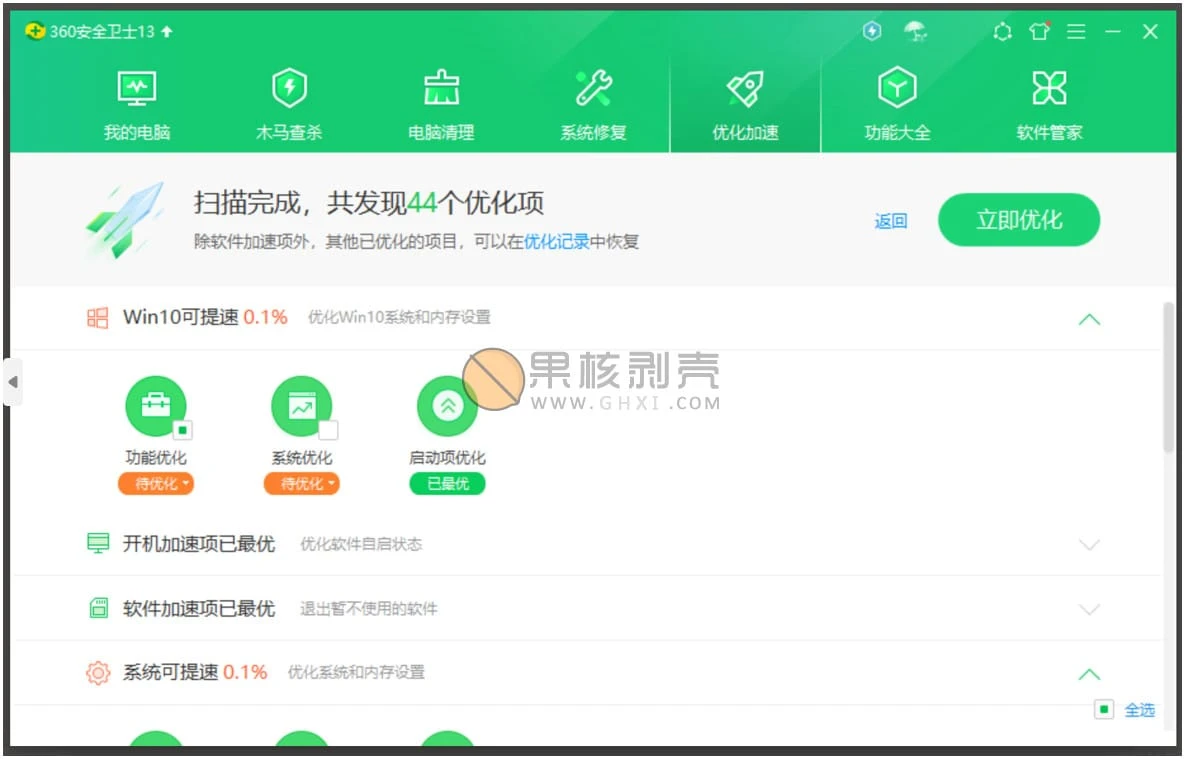 360安全卫士13
我的电脑
木马查杀
电脑清理
系统修复
优化加速
功能大全
软件管家
扫描完成，共发现44个优化项
除软件加速项外，其他已优化的项目，可以在优化记录中恢复
返回
立即优化
Win10可提速 0.1% 优化Win10系统和内存设置
果核剥壳
WWW.GHXI.COM
功能优化
待优化
系统优化
待优化
启动项优化
已最优
开机加速项已最优 优化软件自启状态
软件加速项已最优 退出暂不使用的软件
系统可提速 0.1% 优化系统和内存设置
全选